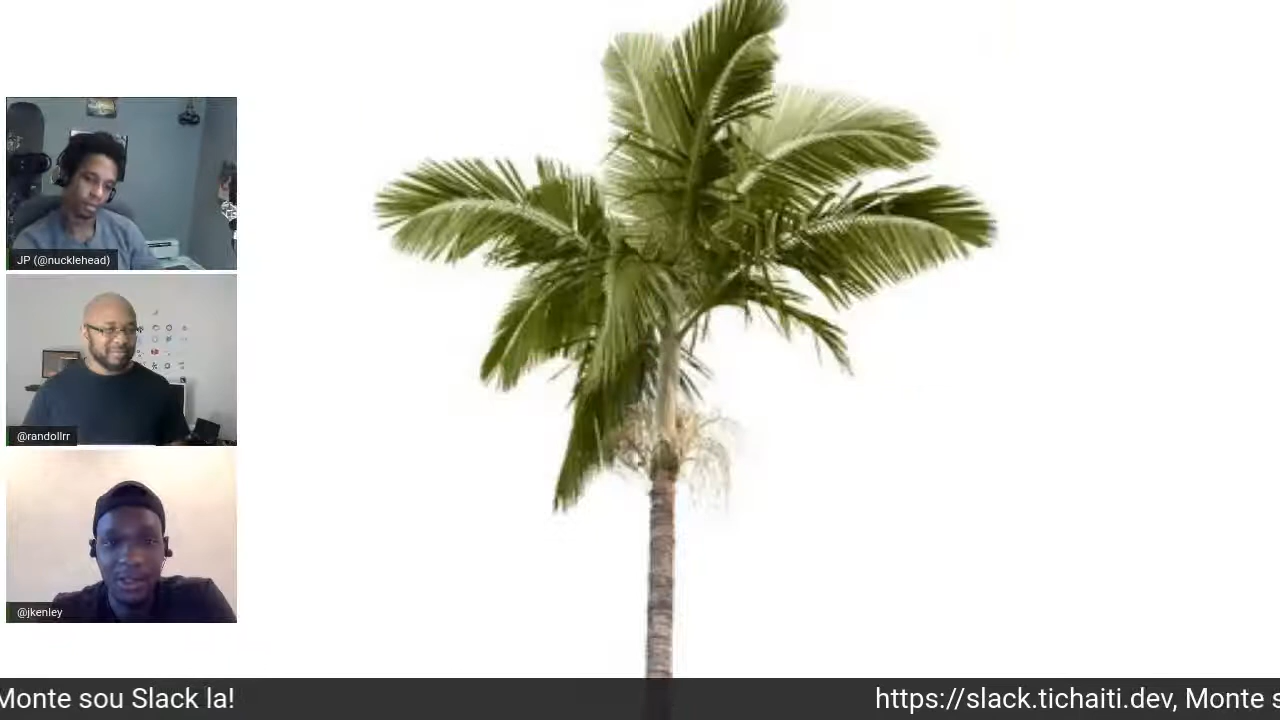 JP (@nucklehead)
@randollrr
@jkenley
Monte sou Slack la! https://slack.tichaiti.dev, Monte s